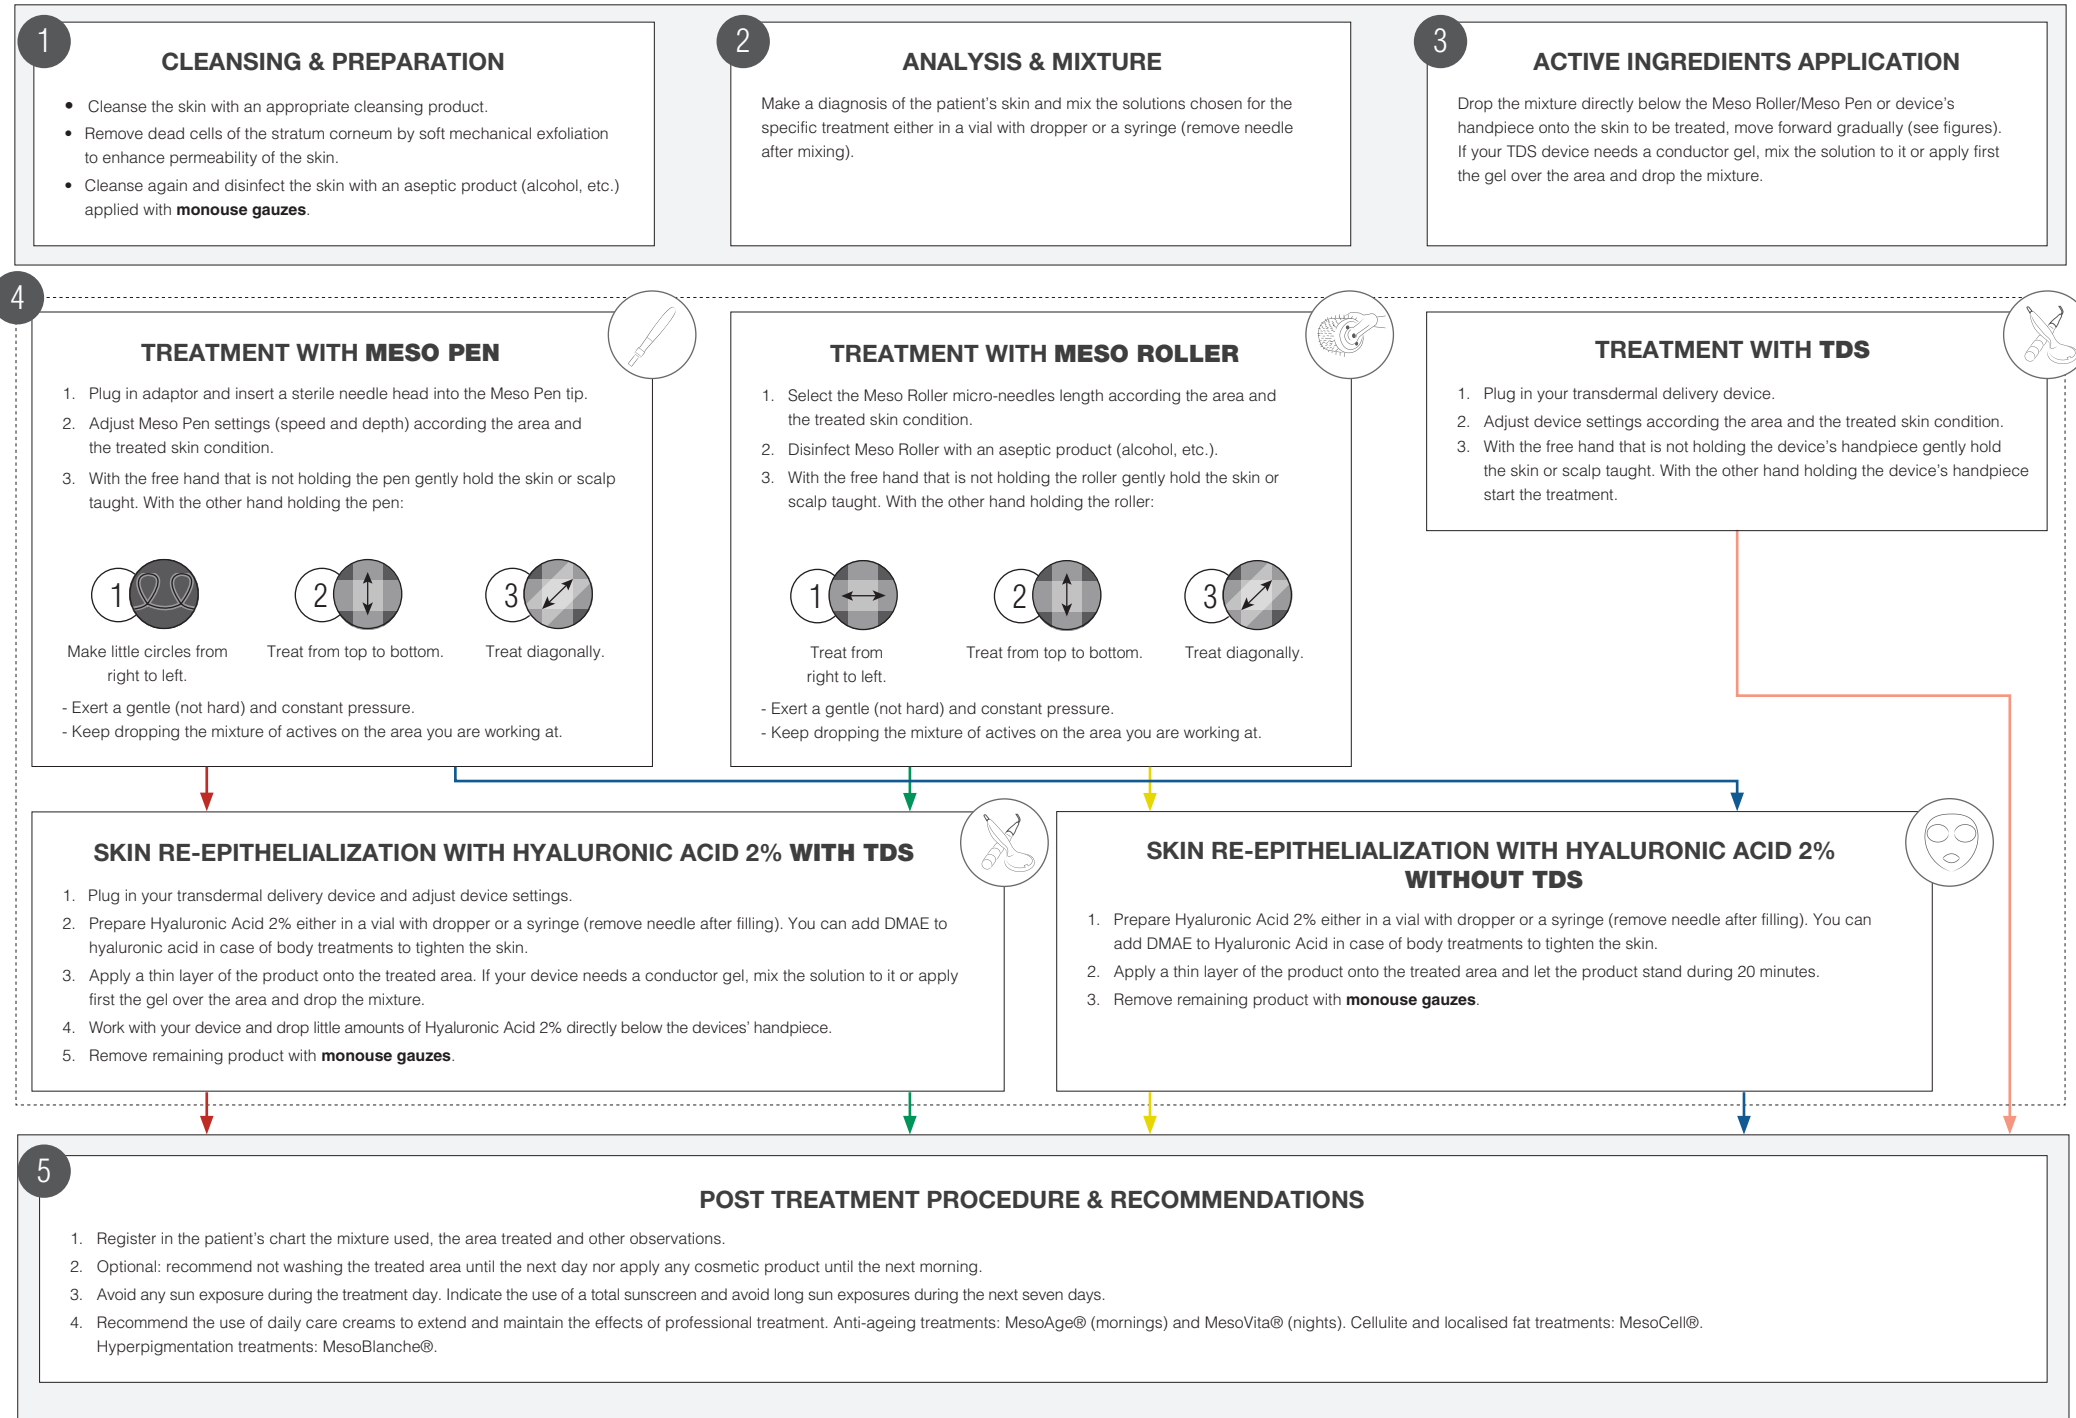 1
CLEANSING & PREPARATION
• Cleanse the skin with an appropriate cleansing product.
• Remove dead cells of the stratum corneum by soft mechanical exfoliation
to enhance permeability of the skin.
• Cleanse again and disinfect the skin with an aseptic product (alcohol, etc.)
applied with monouse gauzes.
2
ANALYSIS & MIXTURE
Make a diagnosis of the patient's skin and mix the solutions chosen for the
specific treatment either in a vial with dropper or a syringe (remove needle
after mixing).
3
ACTIVE INGREDIENTS APPLICATION
Drop the mixture directly below the Meso Roller/Meso Pen or device's
handpiece onto the skin to be treated, move forward gradually (see figures).
If your TDS device needs a conductor gel, mix the solution to it or apply first
the gel over the area and drop the mixture.
4
TREATMENT WITH MESO PEN
1. Plug in adaptor and insert a sterile needle head into the Meso Pen tip.
2. Adjust Meso Pen settings (speed and depth) according the area and
the treated skin condition.
3. With the free hand that is not holding the pen gently hold the skin or scalp
taught. With the other hand holding the pen:
1
2
3
Make little circles from
right to left.
Treat from top to bottom.
Treat diagonally.
- Exert a gentle (not hard) and constant pressure.
- Keep dropping the mixture of actives on the area you are working at.
TREATMENT WITH MESO ROLLER
1. Select the Meso Roller micro-needles length according the area and
the treated skin condition.
2. Disinfect Meso Roller with an aseptic product (alcohol, etc.).
3. With the free hand that is not holding the roller gently hold the skin or
scalp taught. With the other hand holding the roller:
1
2
3
Treat from
right to left.
Treat from top to bottom.
Treat diagonally.
- Exert a gentle (not hard) and constant pressure.
- Keep dropping the mixture of actives on the area you are working at.
TREATMENT WITH TDS
1. Plug in your transdermal delivery device.
2. Adjust device settings according the area and the treated skin condition.
3. With the free hand that is not holding the device's handpiece gently hold
the skin or scalp taught. With the other hand holding the device's handpiece
start the treatment.
SKIN RE-EPITHELIALIZATION WITH HYALURONIC ACID 2% WITH TDS
1. Plug in your transdermal delivery device and adjust device settings.
2. Prepare Hyaluronic Acid 2% either in a vial with dropper or a syringe (remove needle after filling). You can add DMAE to
hyaluronic acid in case of body treatments to tighten the skin.
3. Apply a thin layer of the product onto the treated area. If your device needs a conductor gel, mix the solution to it or apply
first the gel over the area and drop the mixture.
4. Work with your device and drop little amounts of Hyaluronic Acid 2% directly below the devices' handpiece.
5. Remove remaining product with monouse gauzes.
SKIN RE-EPITHELIALIZATION WITH HYALURONIC ACID 2%
WITHOUT TDS
1. Prepare Hyaluronic Acid 2% either in a vial with dropper or a syringe (remove needle after filling). You can
add DMAE to Hyaluronic Acid in case of body treatments to tighten the skin.
2. Apply a thin layer of the product onto the treated area and let the product stand during 20 minutes.
3. Remove remaining product with monouse gauzes.
5
POST TREATMENT PROCEDURE & RECOMMENDATIONS
1. Register in the patient's chart the mixture used, the area treated and other observations.
2. Optional: recommend not washing the treated area until the next day nor apply any cosmetic product until the next morning.
3. Avoid any sun exposure during the treatment day. Indicate the use of a total sunscreen and avoid long sun exposures during the next seven days.
4. Recommend the use of daily care creams to extend and maintain the effects of professional treatment. Anti-ageing treatments: MesoAge® (mornings) and MesoVita® (nights). Cellulite and localised fat treatments: MesoCell®.
Hyperpigmentation treatments: MesoBlanche®.